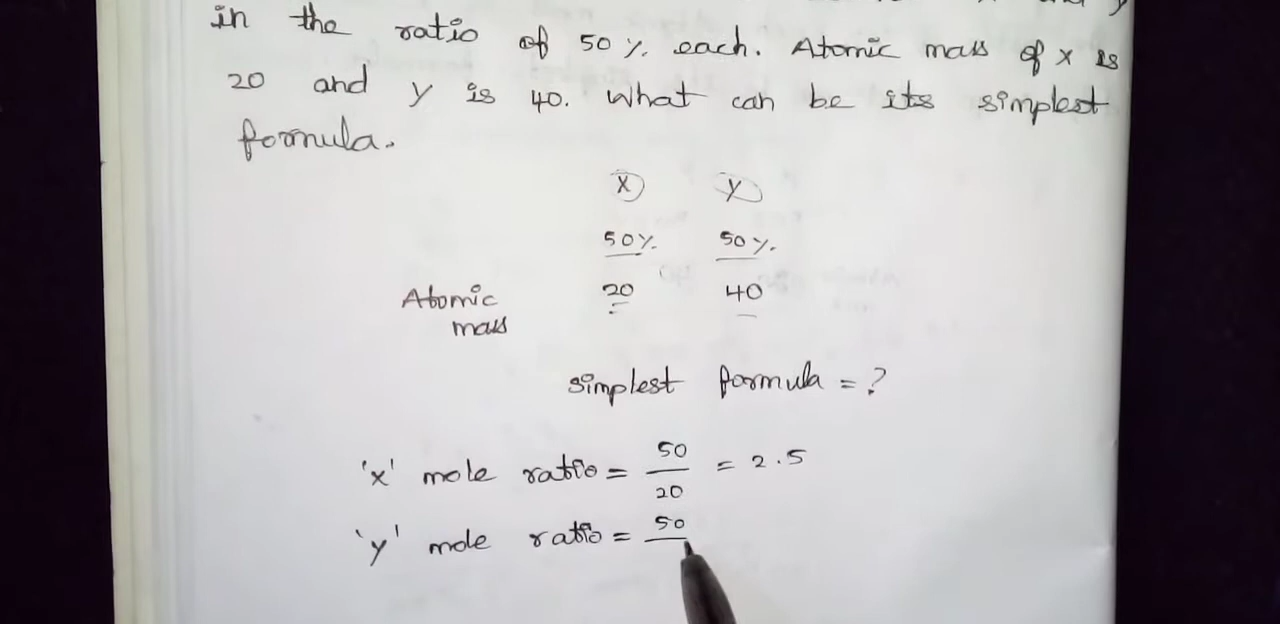 in the ratio of 50 % each. Atomic mass of x is
20 and y is 40. What can be its simplest
formula.
x y
50% 50%
Atomic 20 40
mass
simplest formula = ?
'x' mole ratio = 50/20 = 2.5
'y' mole ratio = 50